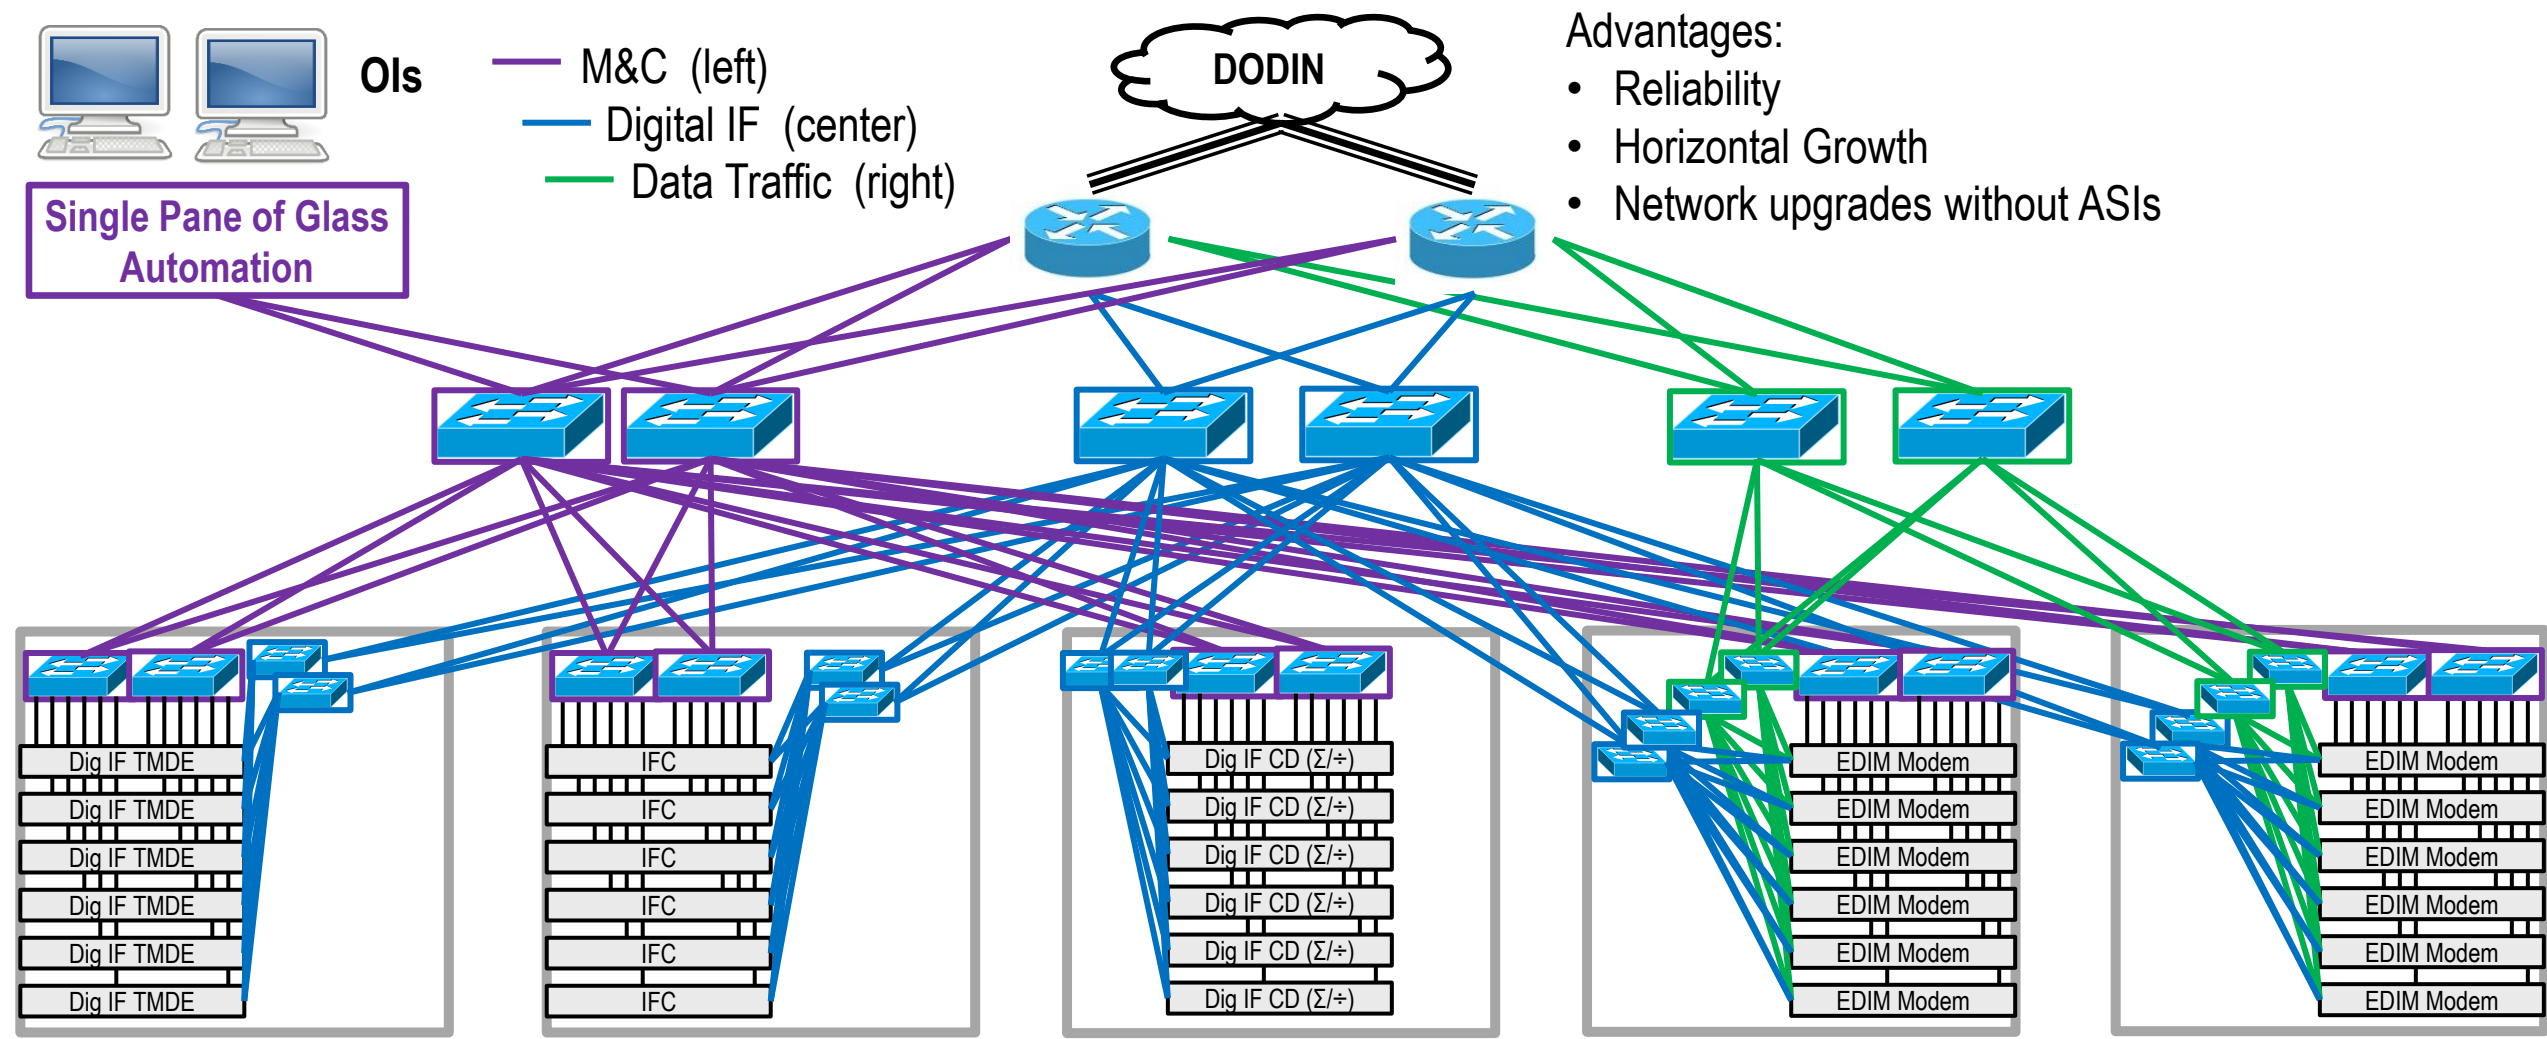 OIs
M&C (left)
Digital IF (center)
Data Traffic (right)
DODIN
Advantages:
• Reliability
• Horizontal Growth
• Network upgrades without ASIs
Single Pane of Glass
Automation
Dig IF TMDE
Dig IF TMDE
Dig IF TMDE
Dig IF TMDE
Dig IF TMDE
Dig IF TMDE
IFC
IFC
IFC
IFC
IFC
IFC
Dig IF CD (Σ/÷)
Dig IF CD (Σ/÷)
Dig IF CD (Σ/÷)
Dig IF CD (Σ/÷)
Dig IF CD (Σ/÷)
Dig IF CD (Σ/÷)
EDIM Modem
EDIM Modem
EDIM Modem
EDIM Modem
EDIM Modem
EDIM Modem
EDIM Modem
EDIM Modem
EDIM Modem
EDIM Modem
EDIM Modem
EDIM Modem